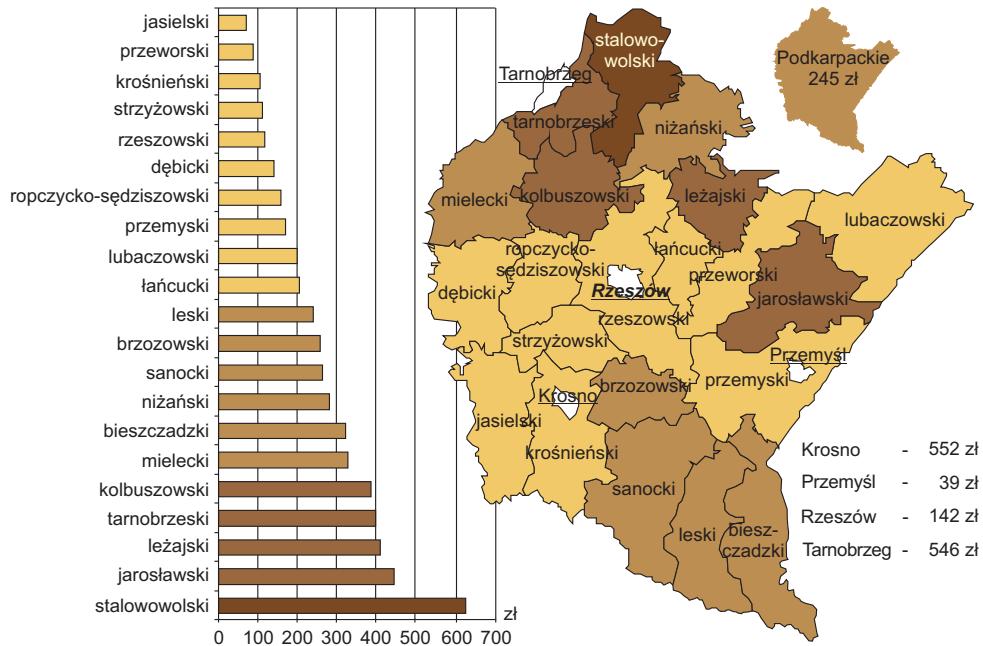 jasielski
przeworski
krośnieński
strzyżowski
rzeszowski
dębicki
ropczycko-sędziszowski
przemyski
lubaczowski
łańcucki
leski
brzozowski
sanocki
niżański
bieszczadzki
mielecki
kolbuszowski
tarnobrzeski
leżajski
jarosławski
stalowowolski
zł
0 100 200 300 400 500 600 700
stalowo-
wolski
Tarnobrzeg
tarnobrzeski
niżański
mielecki
kolbuszowski
leżajski
lubaczowski
ropczycko-
sędziszowski
łańcucki
przeworski
dębicki
Rzeszów
jarosławski
rzeszowski
strzyżowski
Przemyśl
brzozowski
przemyski
Krosno
jasielski
krośnieński
sanocki
leski
biesz-
czadzki
Podkarpackie
245 zł
Krosno - 552 zł
Przemyśl - 39 zł
Rzeszów - 142 zł
Tarnobrzeg - 546 zł